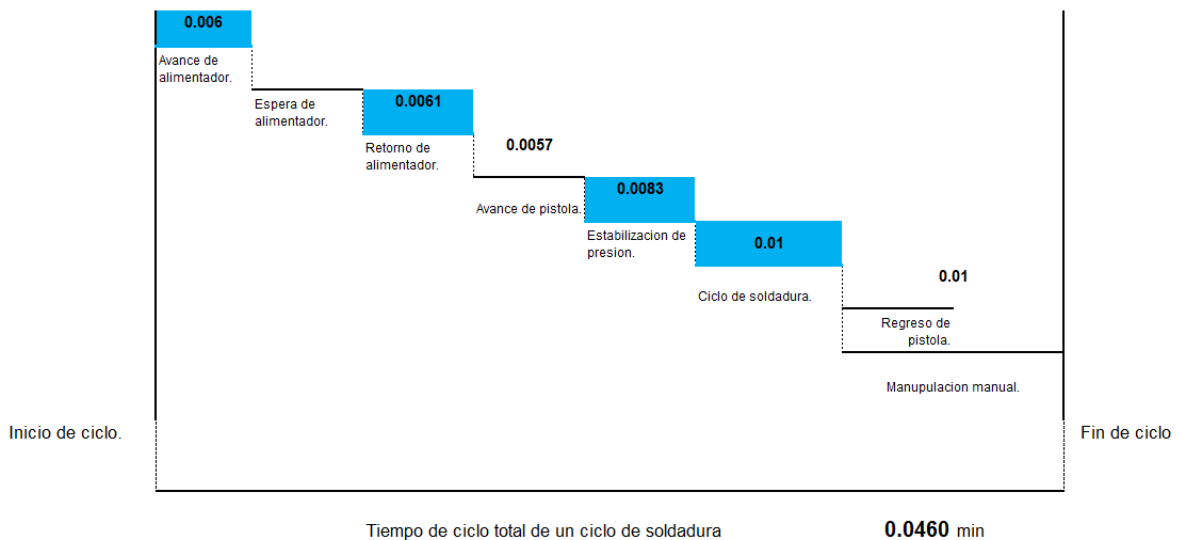 0.006
Avance de
alimentador.
Espera de
alimentador.
0.0061
Retorno de
alimentador.
0.0057
Avance de pistola.
0.0083
Estabilizacion de
presion.
0.01
Ciclo de soldadura.
0.01
Regreso de
pistola.
Manupulacion manual.
Inicio de ciclo.
Fin de ciclo
Tiempo de ciclo total de un ciclo de soldadura 0.0460 min